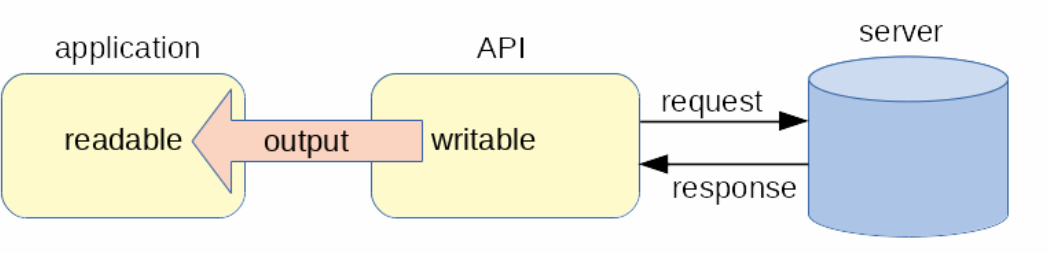 application
API
server
readable
output
writable
request
response